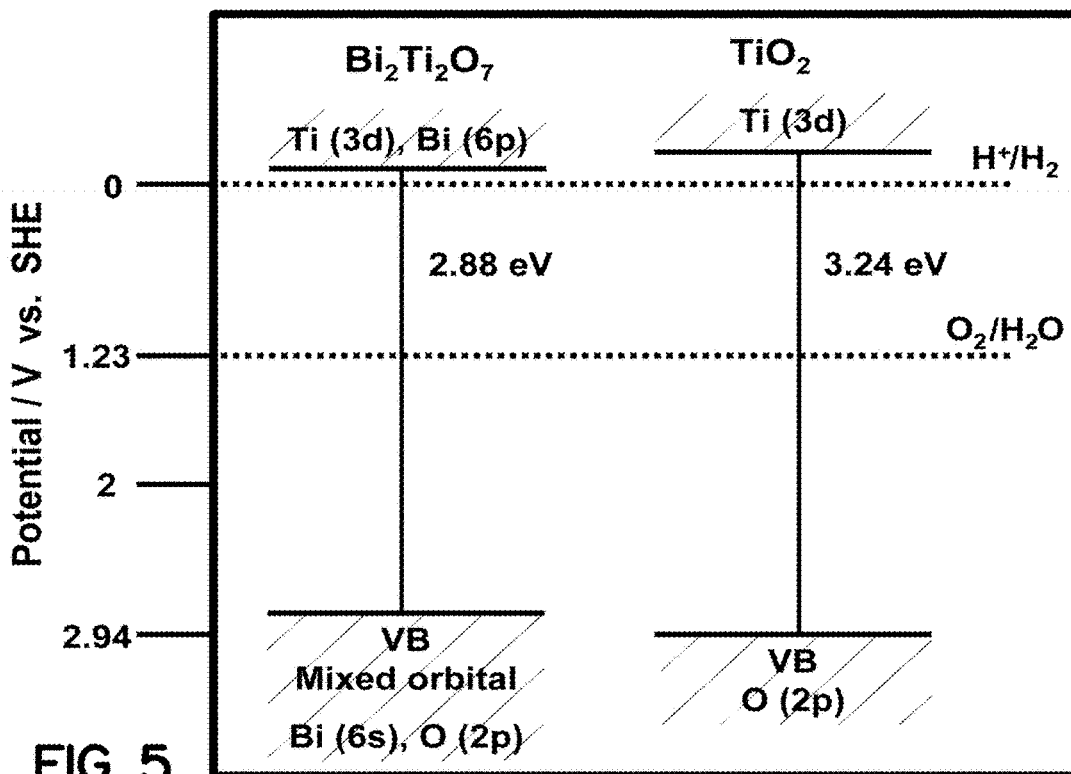 Bi₂Ti₂O₇ TiO₂
Ti (3d), Bi (6p) Ti (3d)
H⁺/H₂
0
2.88 eV 3.24 eV
O₂/H₂O
1.23
Potential / V vs. SHE
2
2.94
VB
Mixed orbital
Bi (6s), O (2p)
VB
O (2p)
FIG. 5